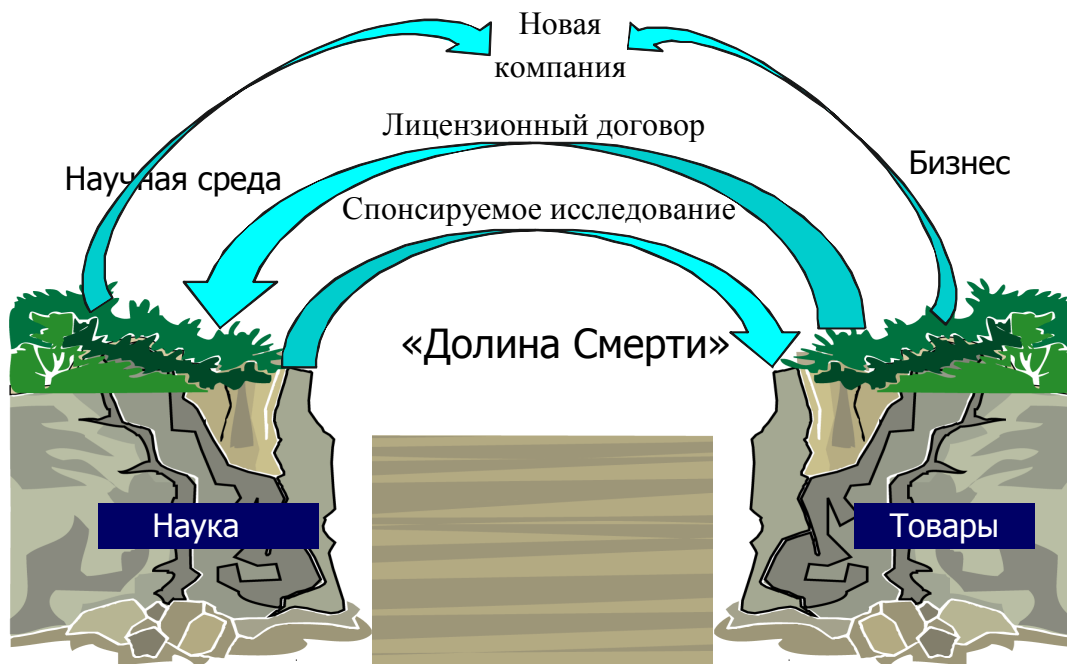 Новая
компания
Лицензионный договор
Научная среда
Бизнес
Спонсируемое исследование
«Долина Смерти»
Наука
Товары